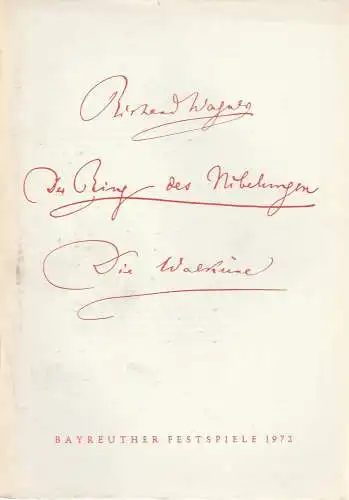 Richard Wagner
Der Ring des Nibelungen
Die Walküre
BAYREUTHER FESTSPIELE 1972